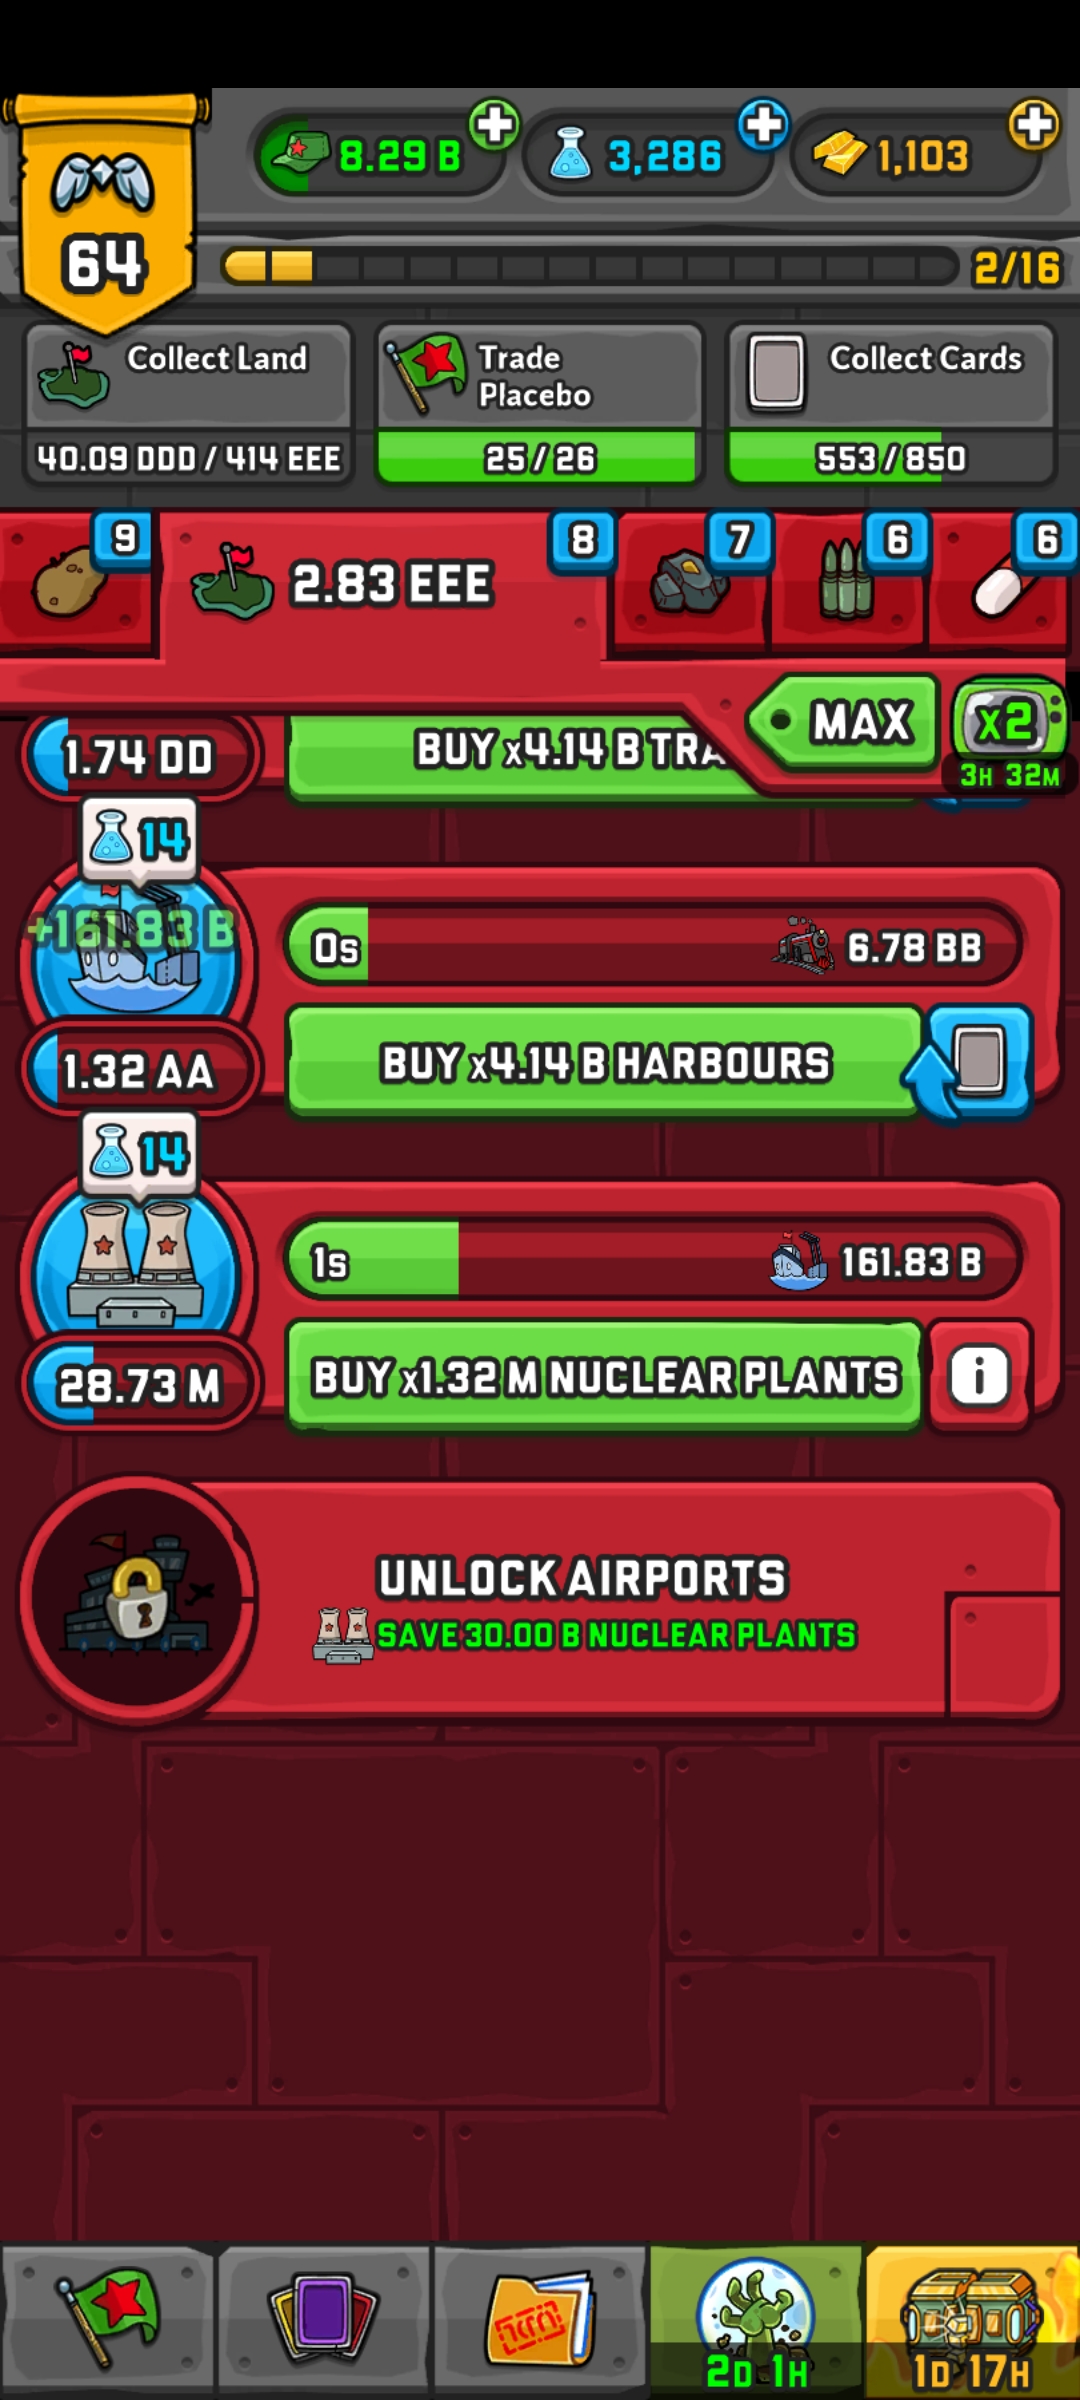 8.29 B
3,286
1,103
64
2/16
Collect Land
40.09 DDD / 414 EEE
Trade
Placebo
25 / 26
Collect Cards
553 / 850
9
2.83 EEE
8
7
6
6
MAX
x2
3H 32M
1.74 DD
BUY x4.14 B TRA
14
+161.83 B
0s
6.78 BB
1.32 AA
BUY x4.14 B HARBOURS
14
1s
161.83 B
28.73 M
BUY x1.32 M NUCLEAR PLANTS
i
UNLOCK AIRPORTS
SAVE 30.00 B NUCLEAR PLANTS
2D 1H
1D 17H